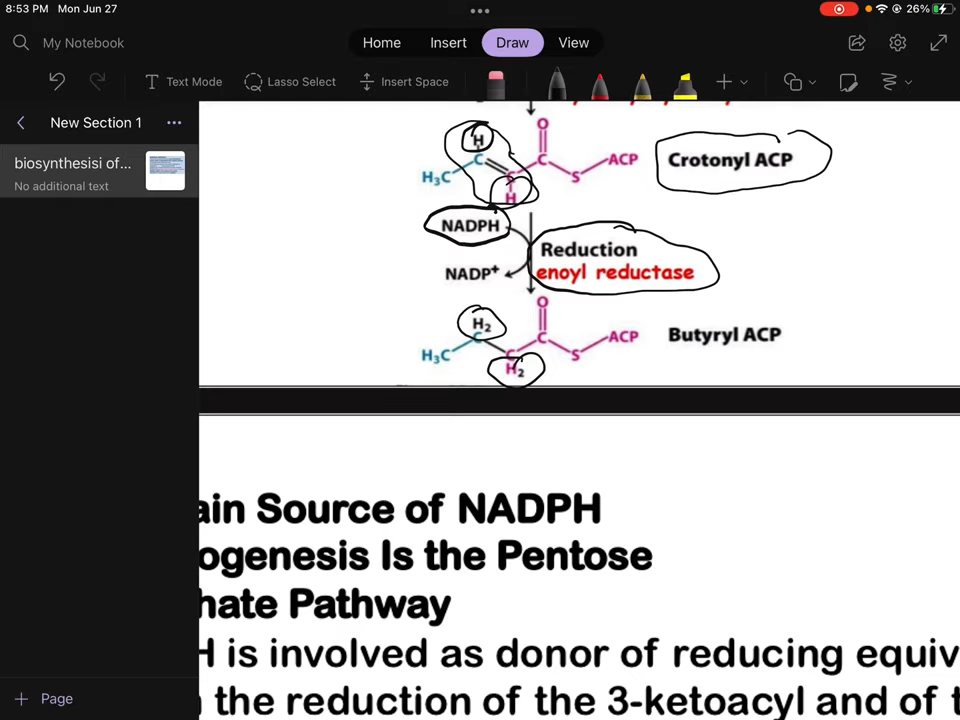 8:53 PM Mon Jun 27
26%
My Notebook
Home Insert Draw View
Text Mode
Lasso Select
Insert Space
New Section 1
biosynthesisi of...
No additional text
H
O
H₃C
S
ACP
Crotonyl ACP
H
NADPH
Reduction
NADP⁺
enoyl reductase
H₂
O
C
C
H₃C
C
S
ACP
Butyryl ACP
H₂
ain Source of NADPH
ogenesis Is the Pentose
hate Pathway
H is involved as donor of reducing equiv
the reduction of the 3-ketoacyl and of t
Page